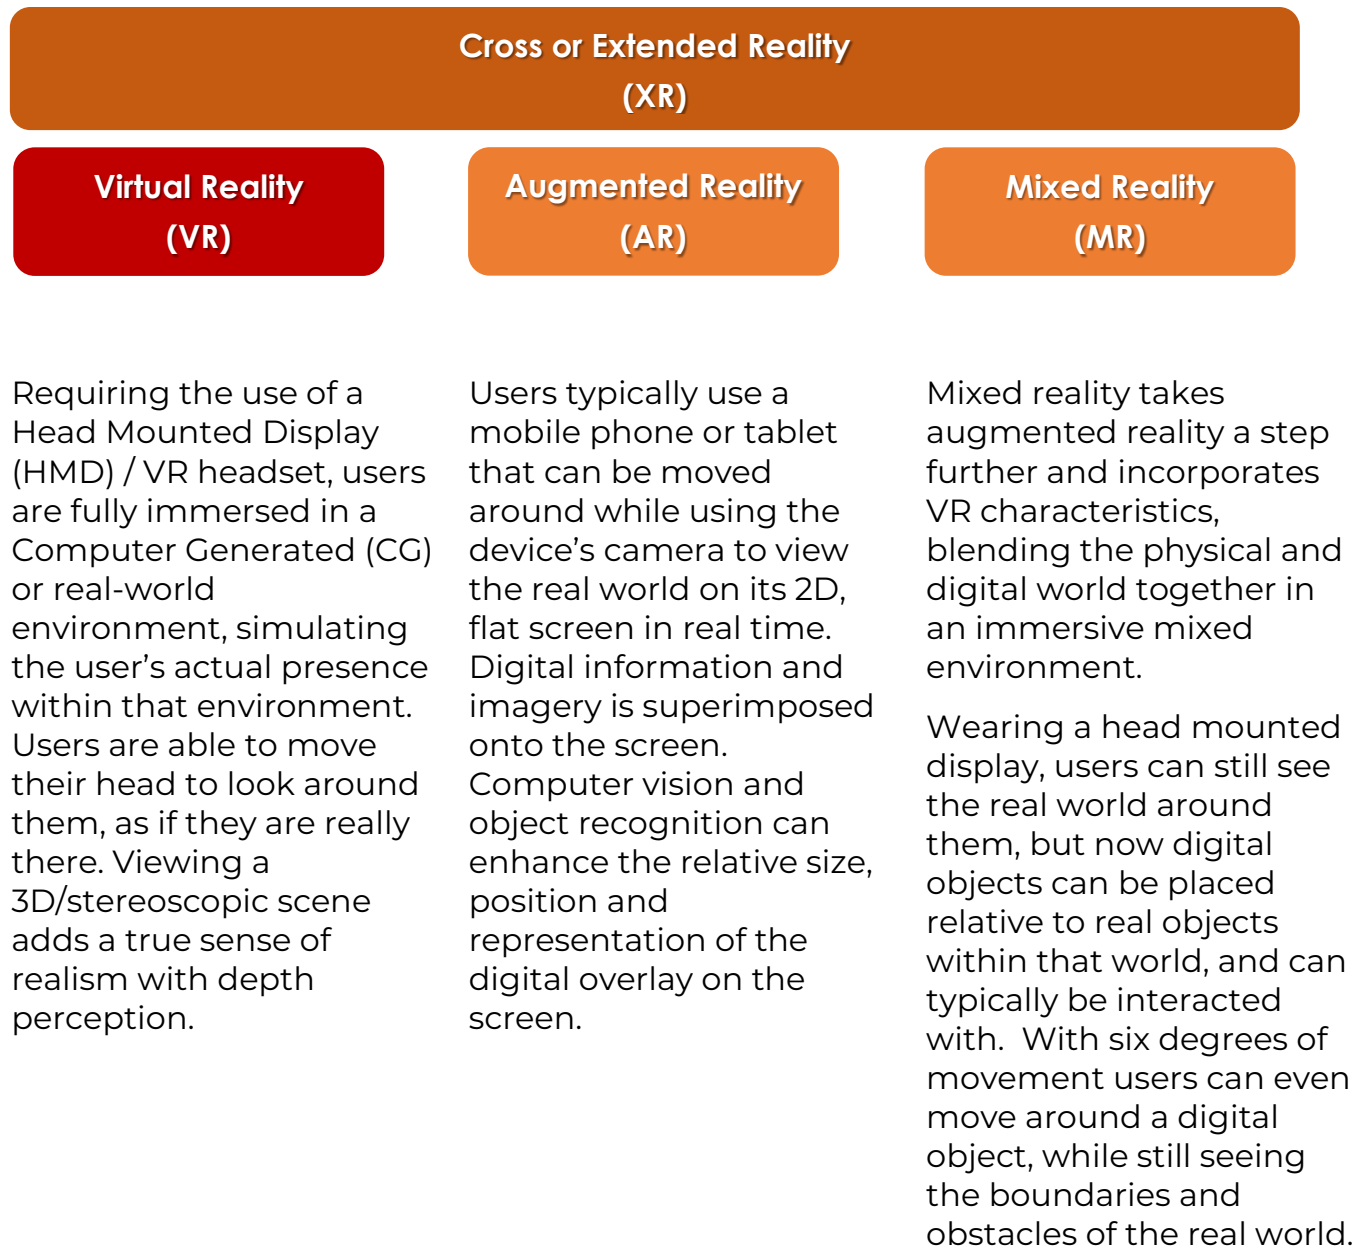 Cross or Extended Reality
(XR)
Virtual Reality
(VR)
Augmented Reality
(AR)
Mixed Reality
(MR)
Requiring the use of a
Head Mounted Display
(HMD) / VR headset, users
are fully immersed in a
Computer Generated (CG)
or real-world
environment, simulating
the user’s actual presence
within that environment.
Users are able to move
their head to look around
them, as if they are really
there. Viewing a
3D/stereoscopic scene
adds a true sense of
realism with depth
perception.
Users typically use a
mobile phone or tablet
that can be moved
around while using the
device’s camera to view
the real world on its 2D,
flat screen in real time.
Digital information and
imagery is superimposed
onto the screen.
Computer vision and
object recognition can
enhance the relative size,
position and
representation of the
digital overlay on the
screen.
Mixed reality takes
augmented reality a step
further and incorporates
VR characteristics,
blending the physical and
digital world together in
an immersive mixed
environment.
Wearing a head mounted
display, users can still see
the real world around
them, but now digital
objects can be placed
relative to real objects
within that world, and can
typically be interacted
with.  With six degrees of
movement users can even
move around a digital
object, while still seeing
the boundaries and
obstacles of the real world.